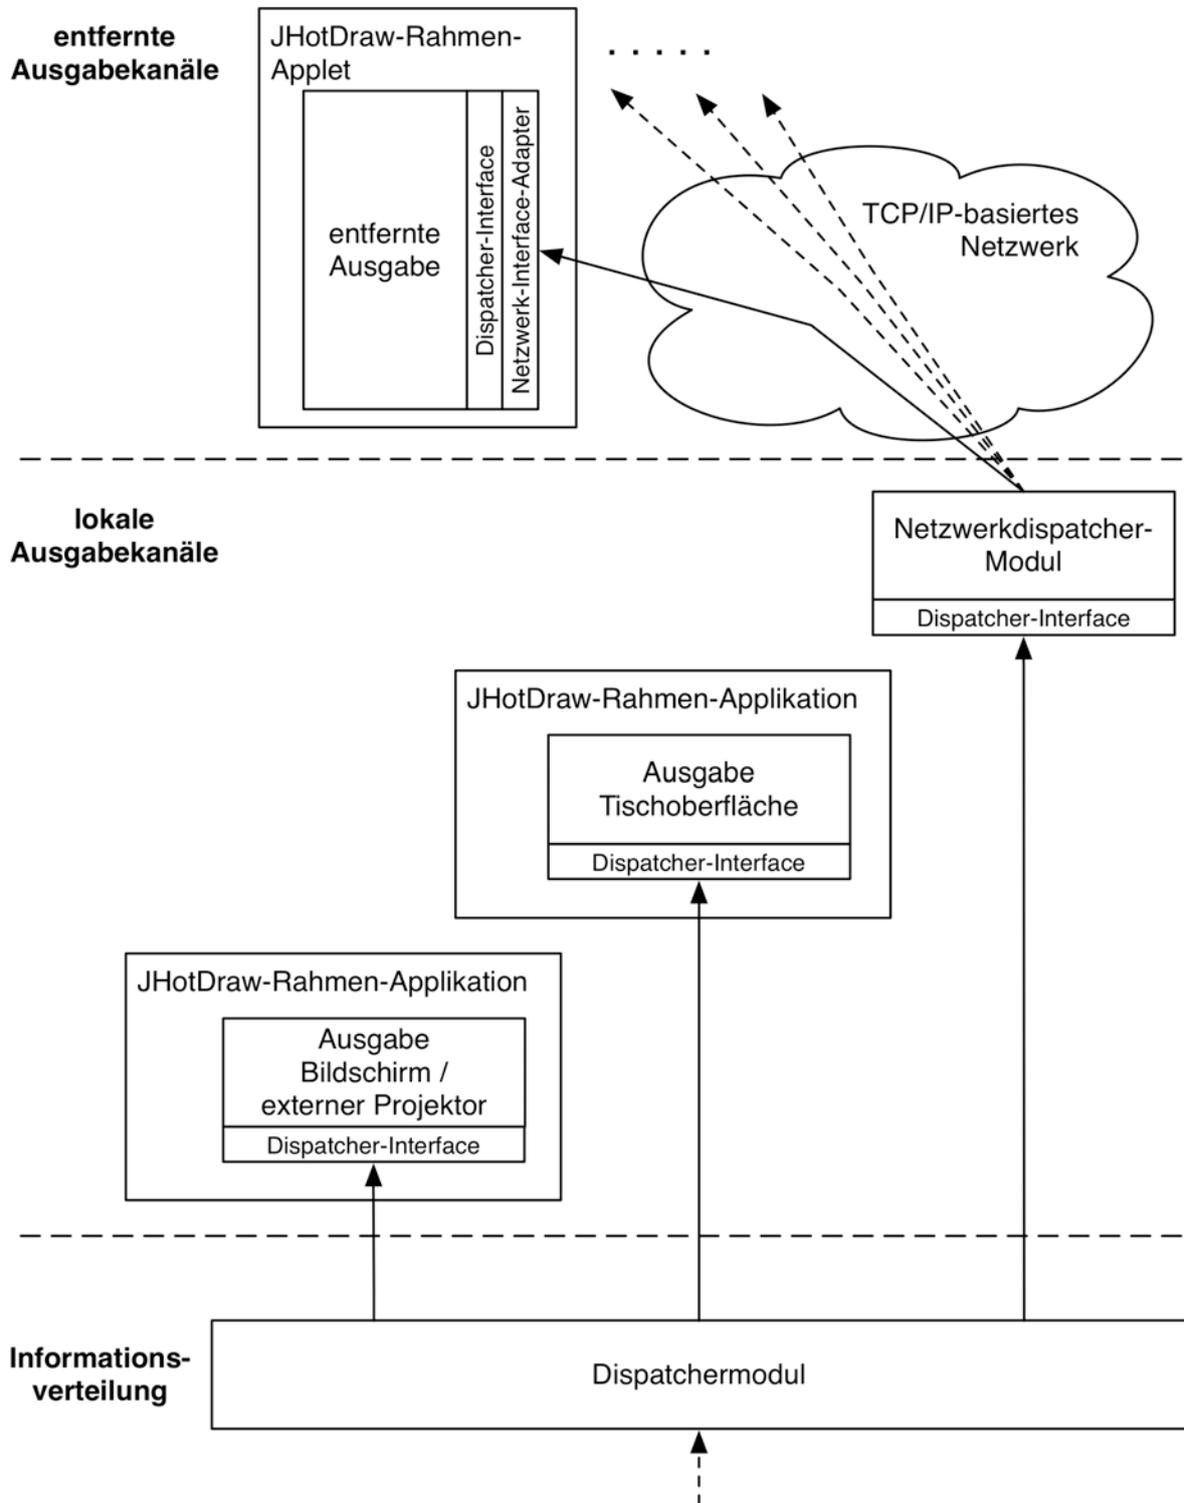 entfernte
Ausgabekanäle
JHotDraw-Rahmen-
Applet
. . . . .
entfernte
Ausgabe
Dispatcher-Interface
Netzwerk-Interface-Adapter
TCP/IP-basiertes
Netzwerk
lokale
Ausgabekanäle
Netzwerkdispatcher-
Modul
Dispatcher-Interface
JHotDraw-Rahmen-Applikation
Ausgabe
Tischoberfläche
Dispatcher-Interface
JHotDraw-Rahmen-Applikation
Ausgabe
Bildschirm /
externer Projektor
Dispatcher-Interface
Informations-
verteilung
Dispatchermodul